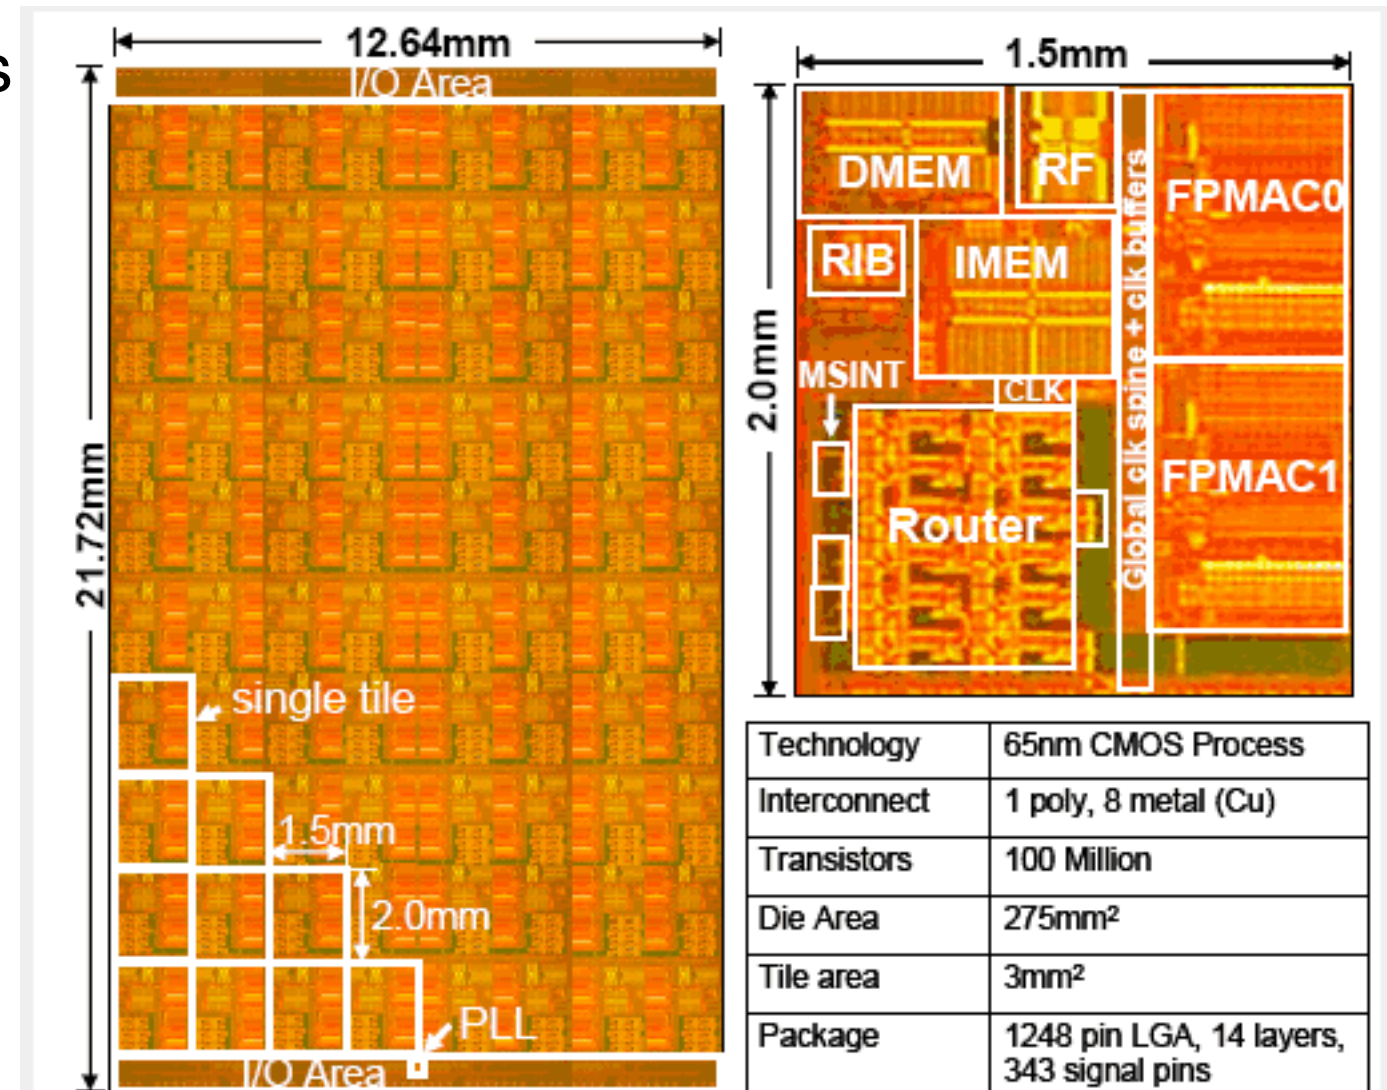 s
12.64mm
I/O Area
21.72mm
single tile
1.5mm
2.0mm
PLL
I/O Area
1.5mm
2.0mm
DMEM
RF
FPMAC0
RIB
IMEM
MSINT
CLK
Global clk spine + clk buffers
Router
FPMAC1
Technology 65nm CMOS Process
Interconnect 1 poly, 8 metal (Cu)
Transistors 100 Million
Die Area 275mm²
Tile area 3mm²
Package 1248 pin LGA, 14 layers,
343 signal pins